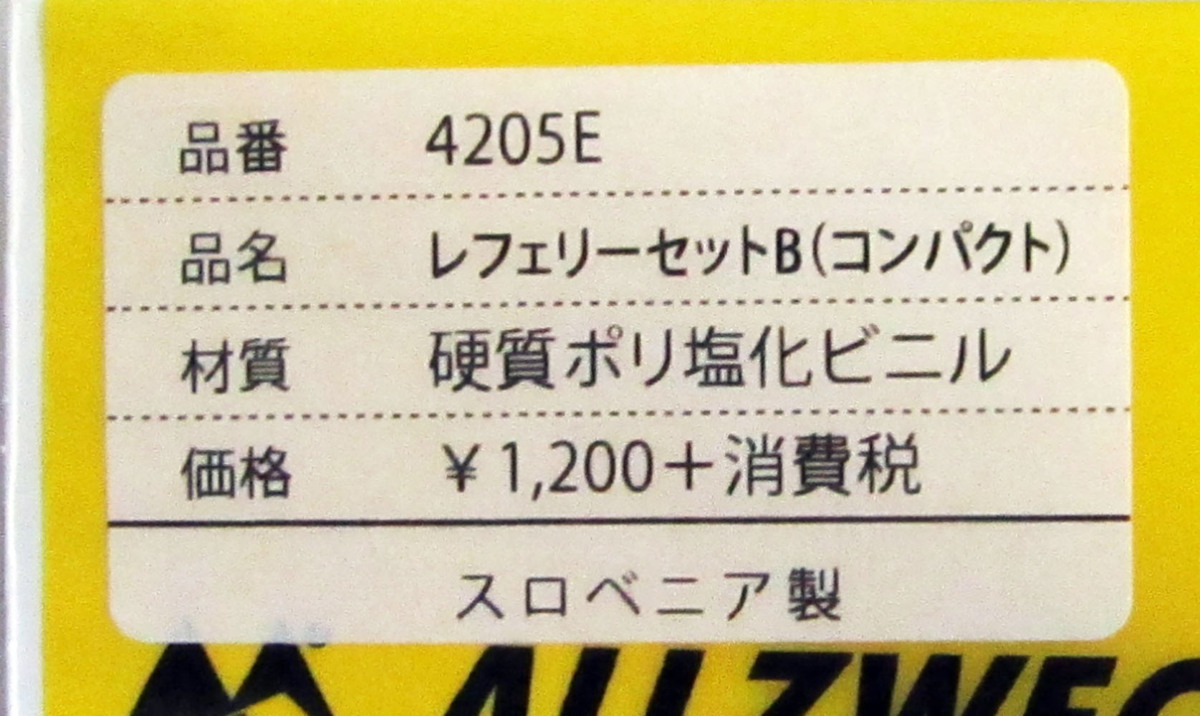 品番 4205E
品名 レフェリーセットB(コンパクト)
材質 硬質ポリ塩化ビニル
価格 ¥1,200+消費税
スロベニア製